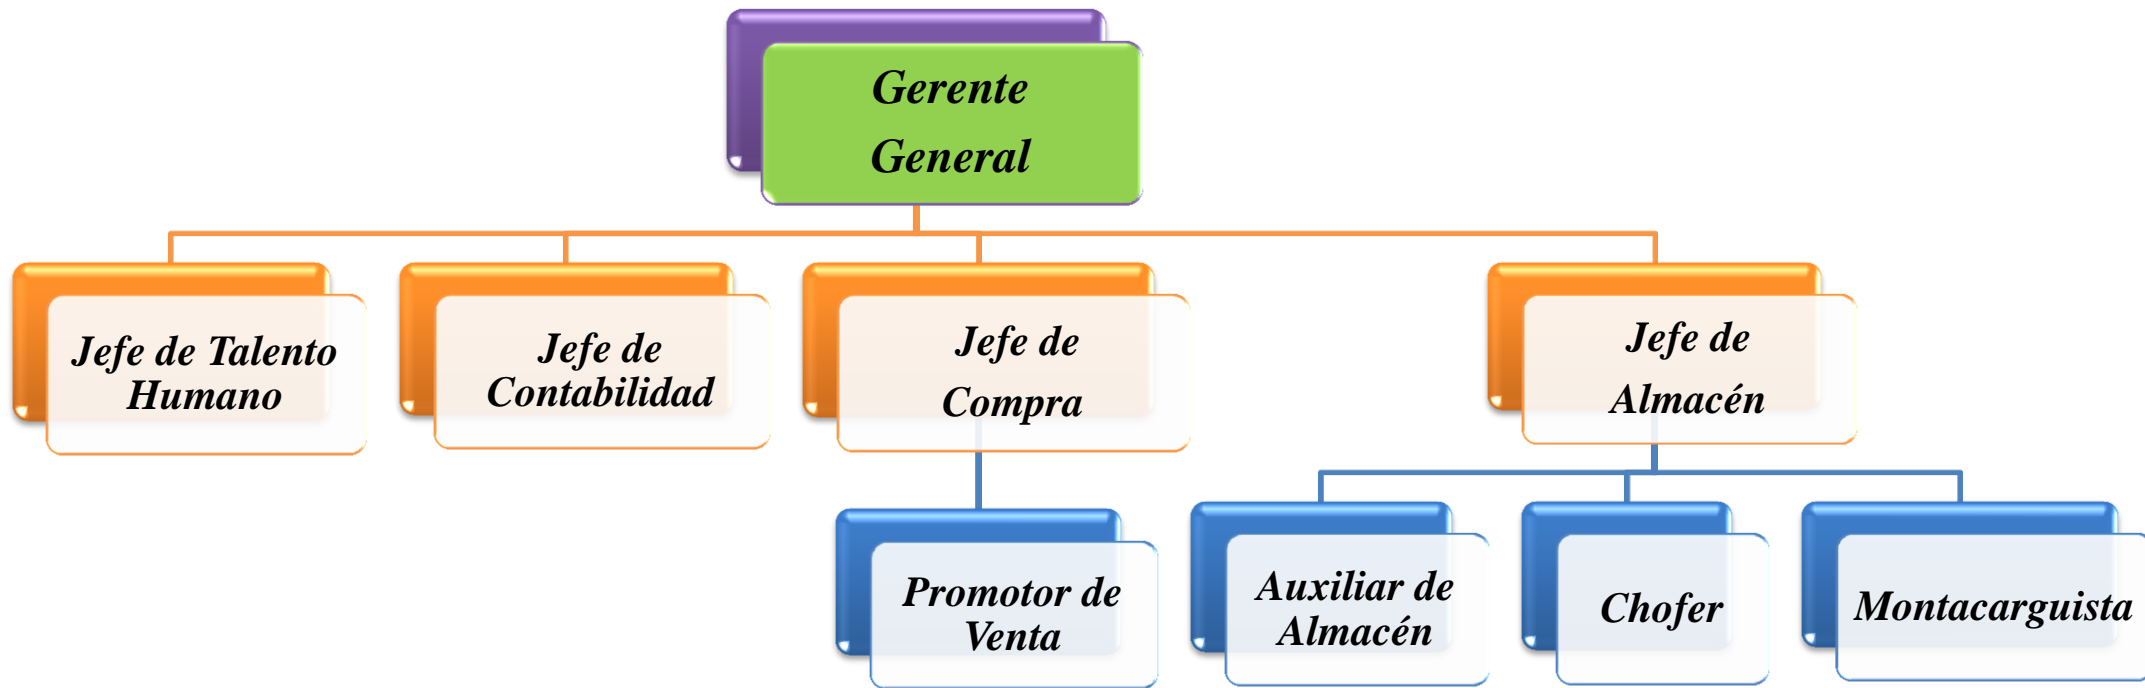 Gerente
General
Jefe de Talento
Humano
Jefe de
Contabilidad
Jefe de
Compra
Jefe de
Almacén
Promotor de
Venta
Auxiliar de
Almacén
Chofer
Montacarguista